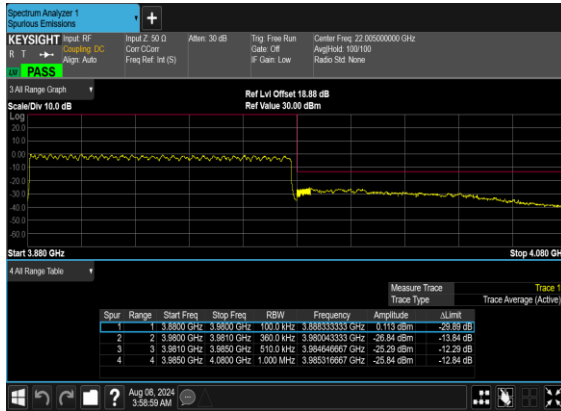 Spectrum Analyzer 1
Spurious Emissions
+
KEYSIGHT Input: RF Input Z: 50 Ω Atten: 30 dB Trig: Free Run Center Freq: 22.005000000 GHz
R T Coupling: DC Corr CCorr Gate: Off Avg|Hold: 100/100
Align: Auto Freq Ref: Int (S) IF Gain: Low Radio Std: None
LW PASS
3 All Range Graph
Ref Lvl Offset 18.88 dB
Scale/Div 10.0 dB Ref Value 30.00 dBm
Log
20.0
10.0
0.00
-10.0
-20.0
-30.0
-40.0
-50.0
-60.0
Start 3.880 GHz Stop 4.080 GH
4 All Range Table
Measure Trace Trace 1
Trace Type Trace Average (Active)
Spur Range Start Freq Stop Freq RBW Frequency Amplitude ΔLimit
1 1 3.8800 GHz 3.9800 GHz 100.0 kHz 3.888333333 GHz 0.113 dBm -29.89 dB
2 2 3.9800 GHz 3.9810 GHz 360.0 kHz 3.980043333 GHz -26.84 dBm -13.84 dB
3 3 3.9810 GHz 3.9850 GHz 510.0 kHz 3.984646667 GHz -25.29 dBm -12.29 dB
4 4 3.9850 GHz 4.0800 GHz 1.000 MHz 3.985316667 GHz -25.84 dBm -12.84 dB
? Aug 08, 2024
3:58:59 AM